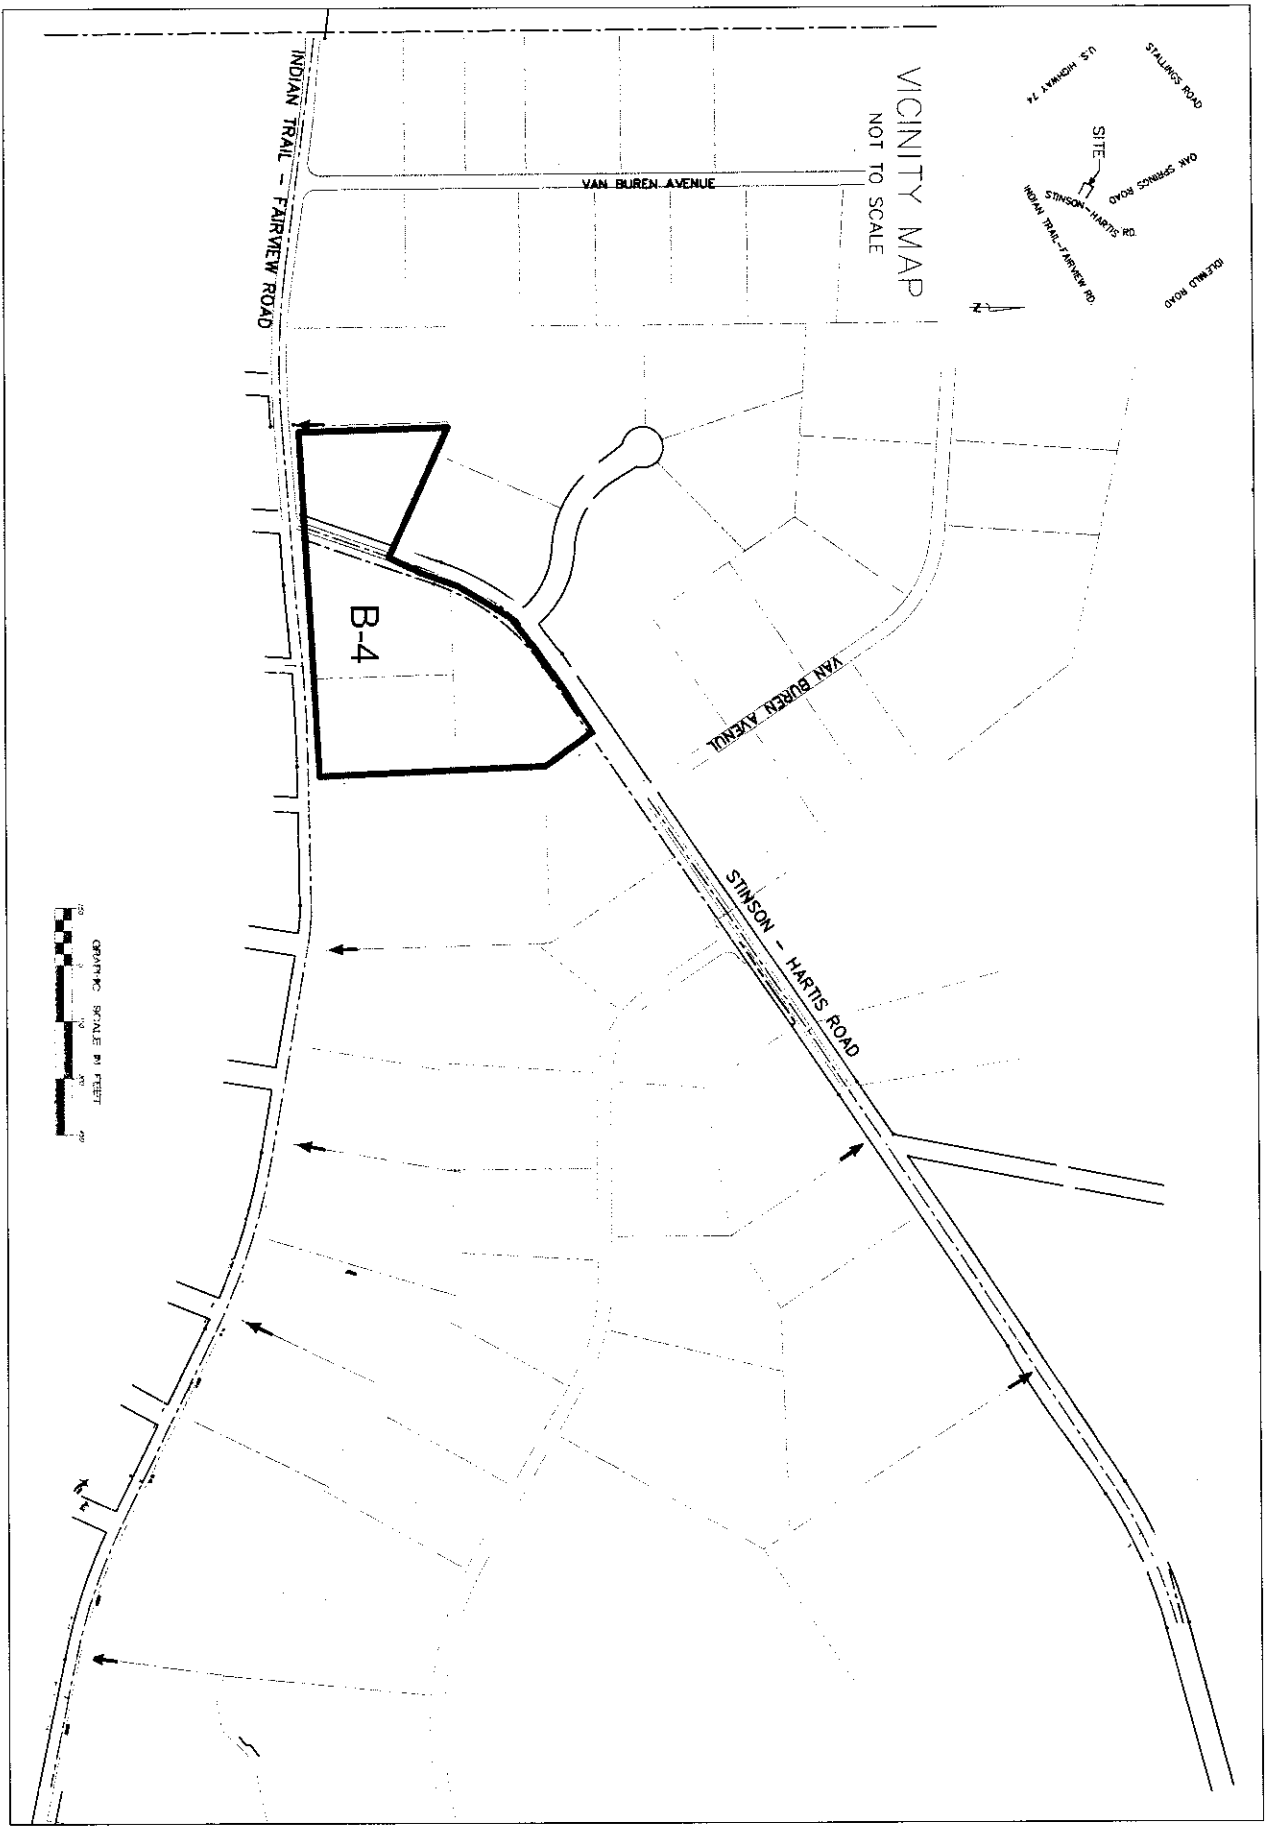 STALLINGS ROAD
U.S. HIGHWAY 74
OAK SPRINGS ROAD
SITE
STINSON-HARTIS RD.
INDIAN TRAIL-FAIRVIEW RD.
IDLEWILD ROAD
VICINITY MAP
NOT TO SCALE
N
VAN BUREN AVENUE
INDIAN TRAIL - FAIRVIEW ROAD
B-4
VAN BUREN AVENUE
STINSON - HARTIS ROAD
GRAPHIC SCALE IN FEET